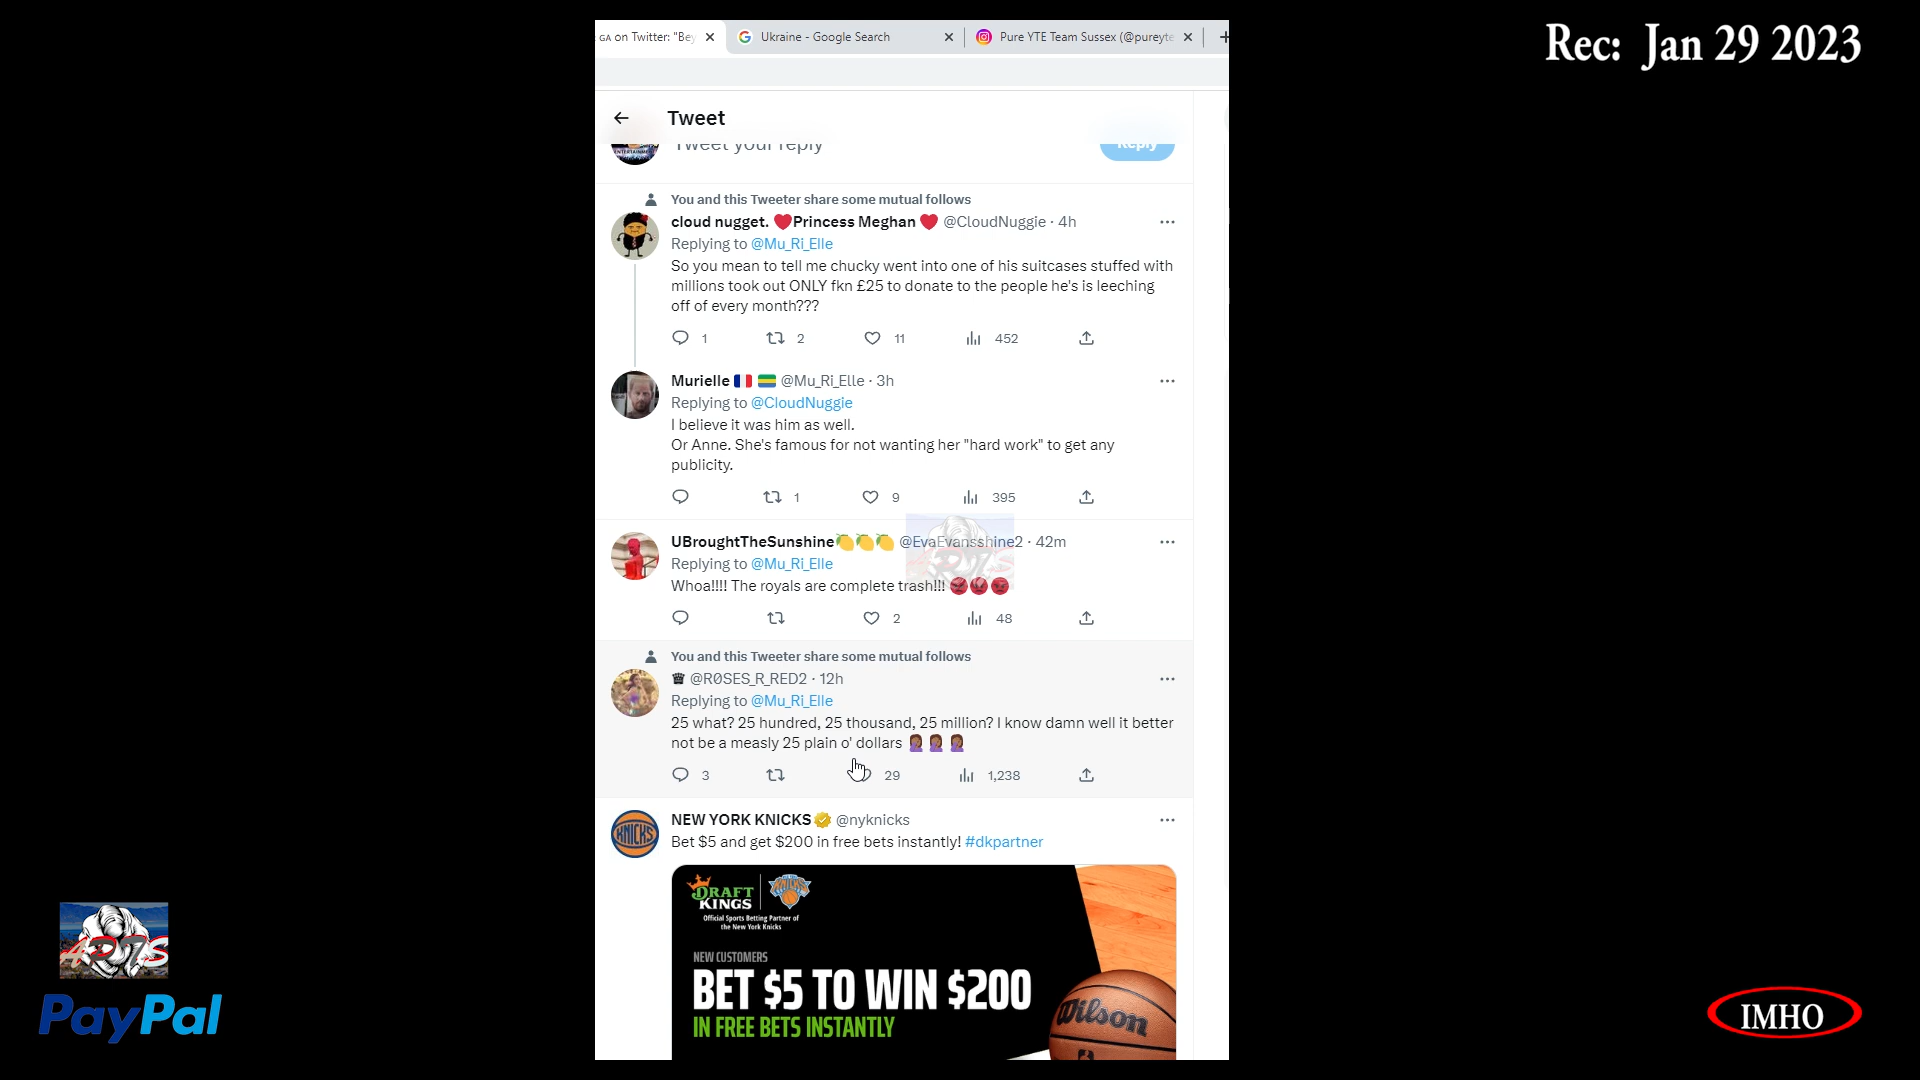 Rec: Jan 29 2023
GA on Twitter: "Bey
Ukraine - Google Search
Pure YTE Team Sussex (@pureyte
Tweet
Tweet your reply
Reply
You and this Tweeter share some mutual follows
cloud nugget. ❤️Princess Meghan ❤️ @CloudNuggie · 4h
Replying to @Mu_Ri_Elle
So you mean to tell me chucky went into one of his suitcases stuffed with
millions took out ONLY fkn £25 to donate to the people he's is leeching
off of every month???
1 2 11 452
Murielle 🇫🇷 🇬🇦 @Mu_Ri_Elle · 3h
Replying to @CloudNuggie
I believe it was him as well.
Or Anne. She's famous for not wanting her "hard work" to get any
publicity.
1 9 395
UBroughtTheSunshine🍋🍋🍋 @EvaEvansshine2 · 42m
Replying to @Mu_Ri_Elle
Whoa!!!! The royals are complete trash!!! 😡😡😡
2 48
You and this Tweeter share some mutual follows
♛ @R0SES_R_RED2 · 12h
Replying to @Mu_Ri_Elle
25 what? 25 hundred, 25 thousand, 25 million? I know damn well it better
not be a measly 25 plain o' dollars 🤦🏾‍♀️ 🤦🏾‍♀️ 🤦🏾‍♀️
3 29 1,238
NEW YORK KNICKS @nyknicks
Bet $5 and get $200 in free bets instantly! #dkpartner
DRAFT
KINGS
KNICKS
Official Sports Betting Partner of
the New York Knicks
NEW CUSTOMERS
BET $5 TO WIN $200
IN FREE BETS INSTANTLY
Wilson
PayPal
IMHO